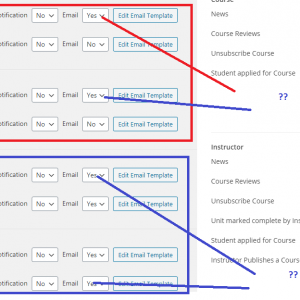 Course
otification No Email Yes Edit Email Template
News
otification No Email No Edit Email Template
Course Reviews
Unsubscribe Course
Student applied for Course
otification No Email Yes Edit Email Template
??
otification No Email No Edit Email Template
Instructor
News
otification No Email Yes Edit Email Template
Course Reviews
otification No Email Yes Edit Email Template
Unsubscribe Course
Unit marked complete by Ins
Student applied for Course
otification No Email Yes Edit Email Template
Instructor Publishes a Cours
??
otification No Email Yes Edit Email Template